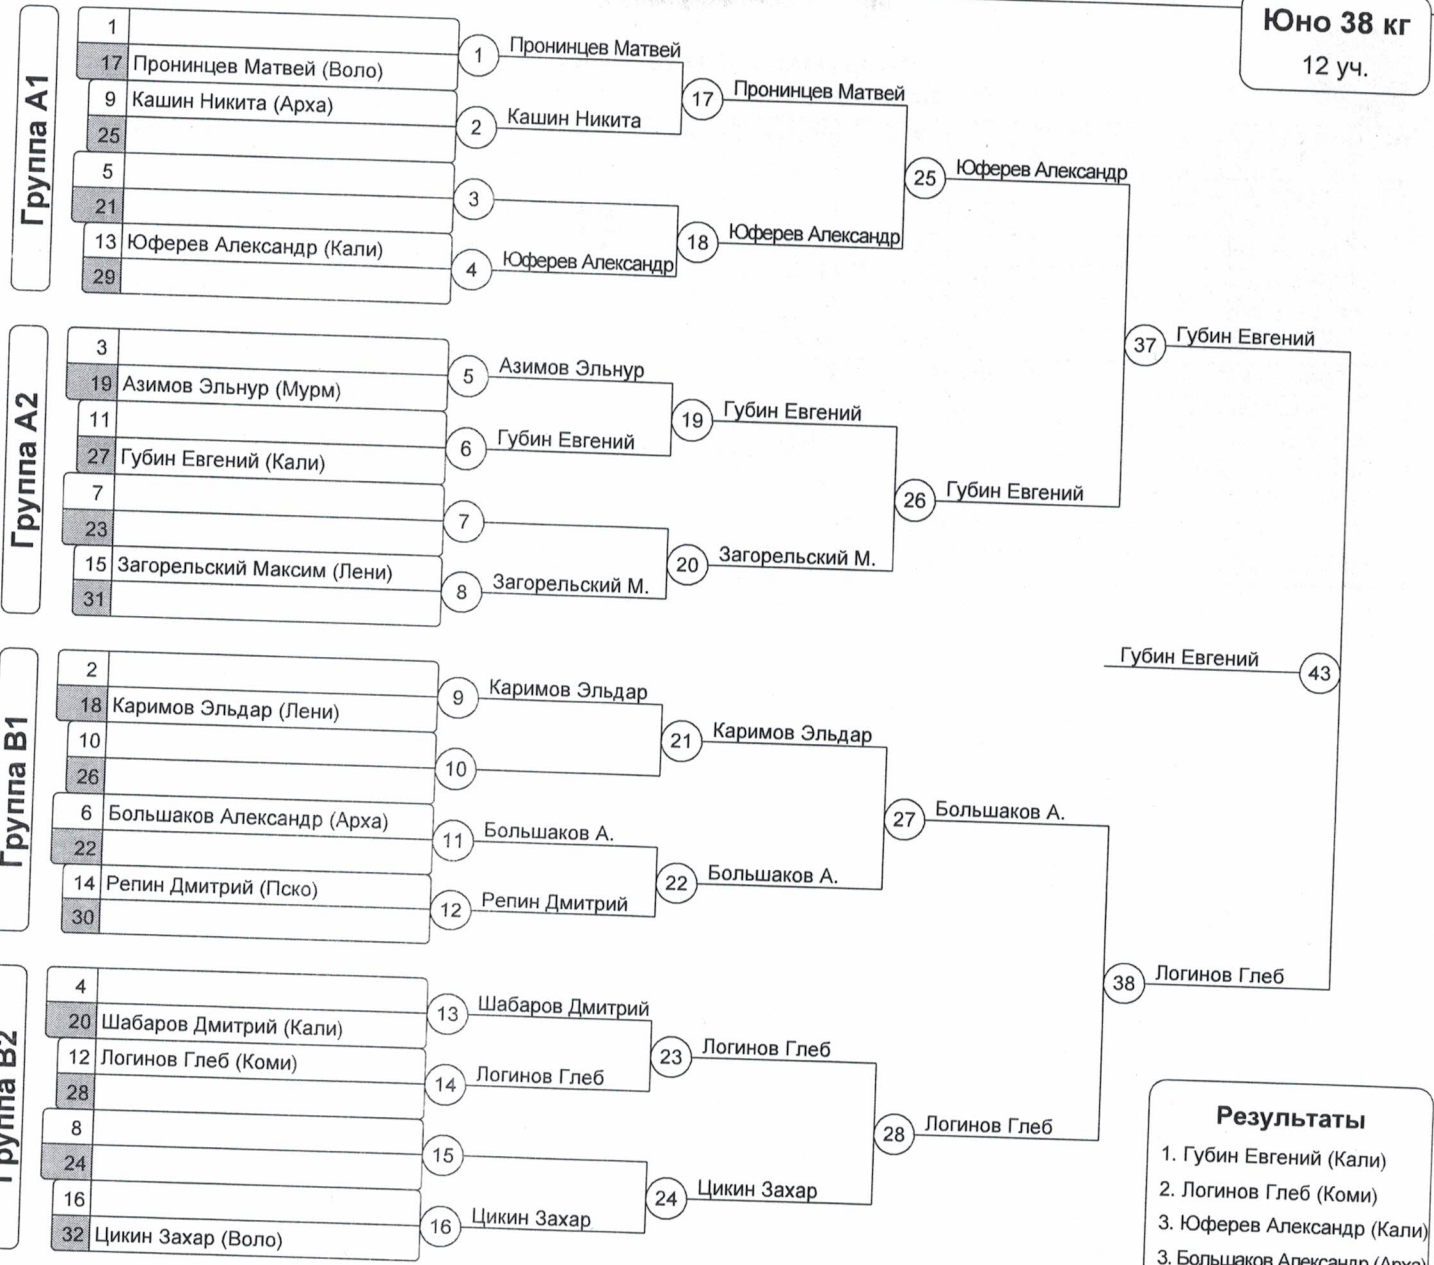 Юно 38 кг
12 уч.
Группа A1
1
17 Пронинцев Матвей (Воло)
9 Кашин Никита (Арха)
25
5
21
13 Юферев Александр (Кали)
29
1 Пронинцев Матвей
2 Кашин Никита
3
4 Юферев Александр
17 Пронинцев Матвей
18 Юферев Александр
25 Юферев Александр
Группа A2
3
19 Азимов Эльнур (Мурм)
11
27 Губин Евгений (Кали)
7
23
15 Загорельский Максим (Лени)
31
5 Азимов Эльнур
6 Губин Евгений
7
8 Загорельский М.
19 Губин Евгений
20 Загорельский М.
26 Губин Евгений
37 Губин Евгений
Губин Евгений 43
Группа B1
2
18 Каримов Эльдар (Лени)
10
26
6 Большаков Александр (Арха)
22
14 Репин Дмитрий (Пско)
30
9 Каримов Эльдар
10
11 Большаков А.
12 Репин Дмитрий
21 Каримов Эльдар
22 Большаков А.
27 Большаков А.
Группа B2
4
20 Шабаров Дмитрий (Кали)
12 Логинов Глеб (Коми)
28
8
24
16
32 Цикин Захар (Воло)
13 Шабаров Дмитрий
14 Логинов Глеб
15
16 Цикин Захар
23 Логинов Глеб
24 Цикин Захар
28 Логинов Глеб
38 Логинов Глеб
Результаты
1. Губин Евгений (Кали)
2. Логинов Глеб (Коми)
3. Юферев Александр (Кали)
3. Большаков Александр (Арха)